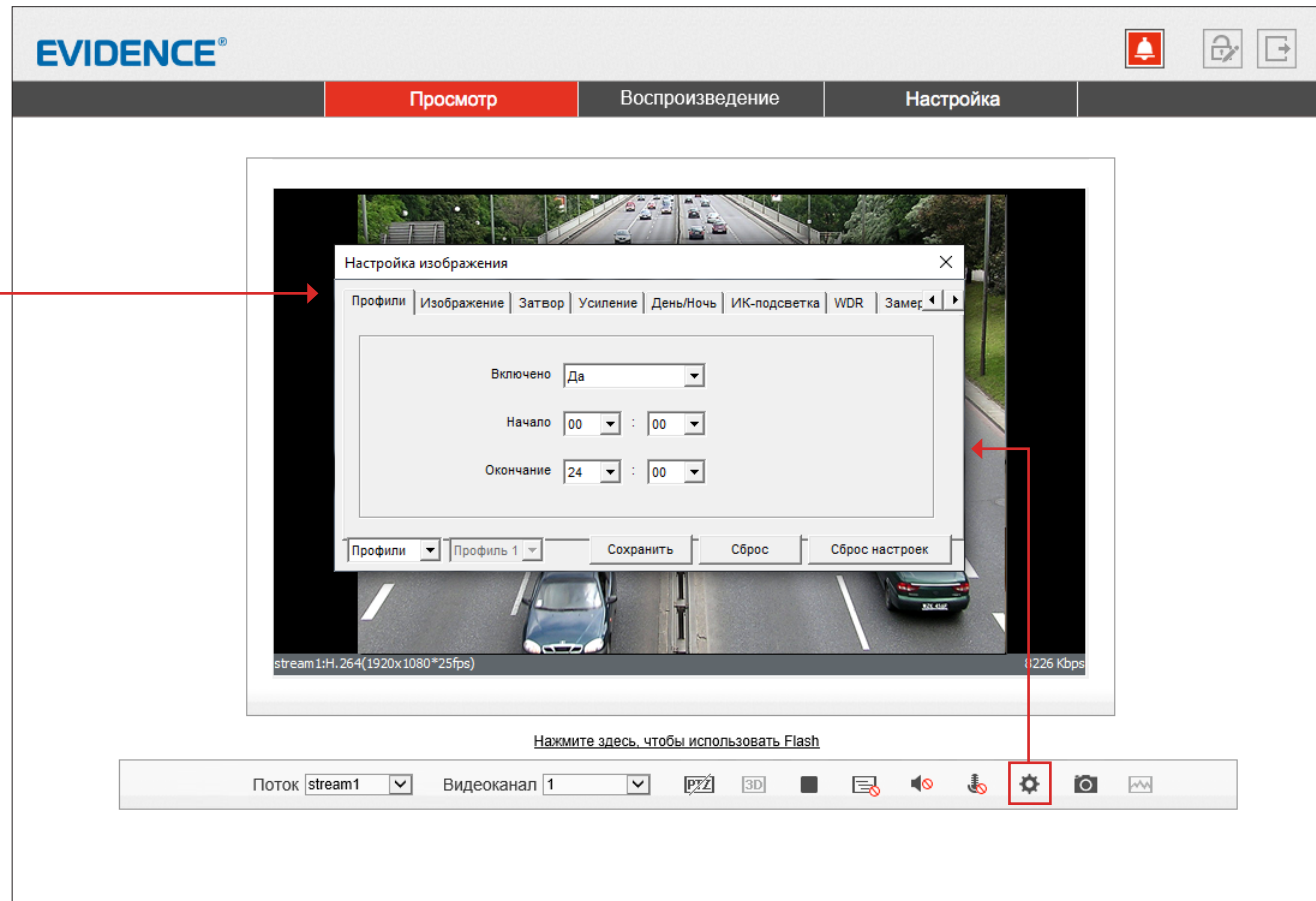 EVIDENCE®
Просмотр Воспроизведение Настройка
Настройка изображения
Профили Изображение Затвор Усиление День/Ночь ИК-подсветка WDR Замер
Включено Да
Начало 00 : 00
Окончание 24 : 00
Профили Профиль 1 Сохранить Сброс Сброс настроек
stream1:H.264(1920x1080*25fps) 8226 Kbps
Нажмите здесь, чтобы использовать Flash
Поток stream1 Видеоканал 1 PTZ 3D